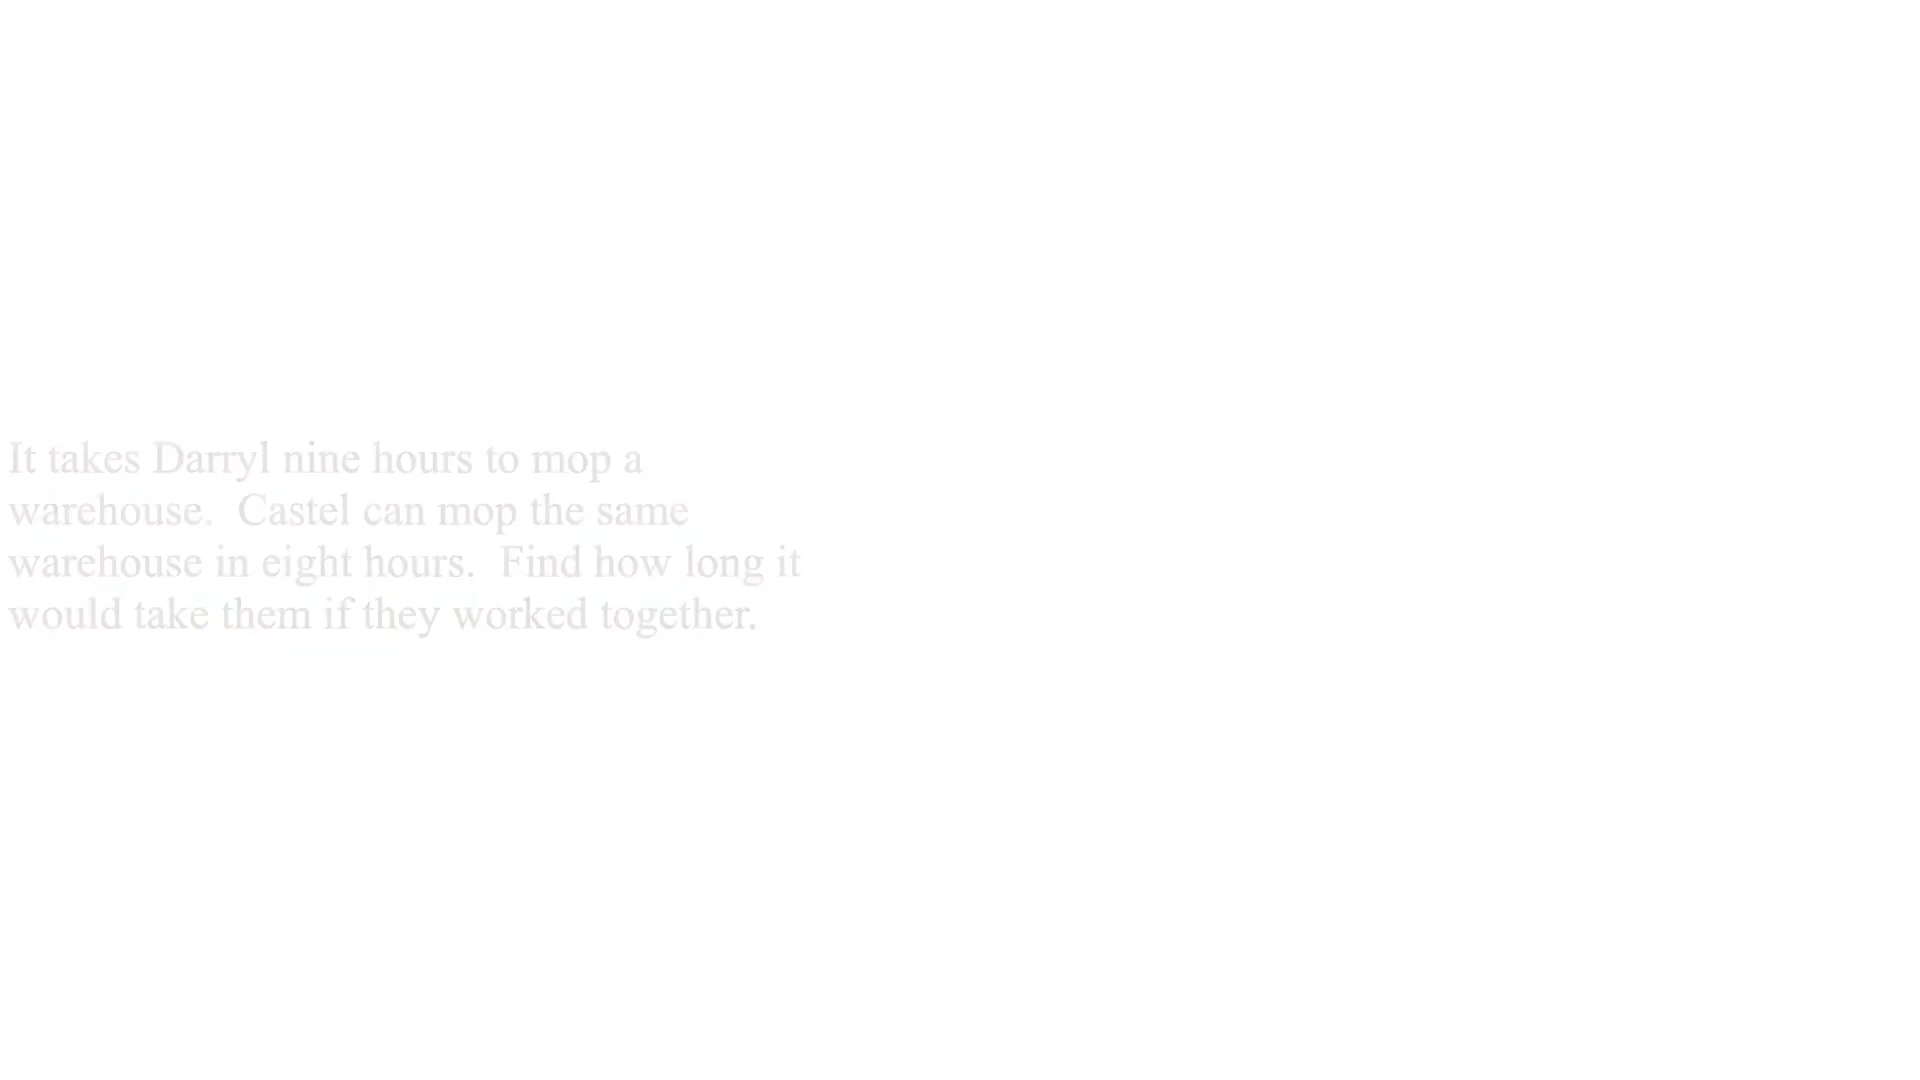 It takes Darryl nine hours to mop a
warehouse.  Castel can mop the same
warehouse in eight hours.  Find how long it
would take them if they worked together.